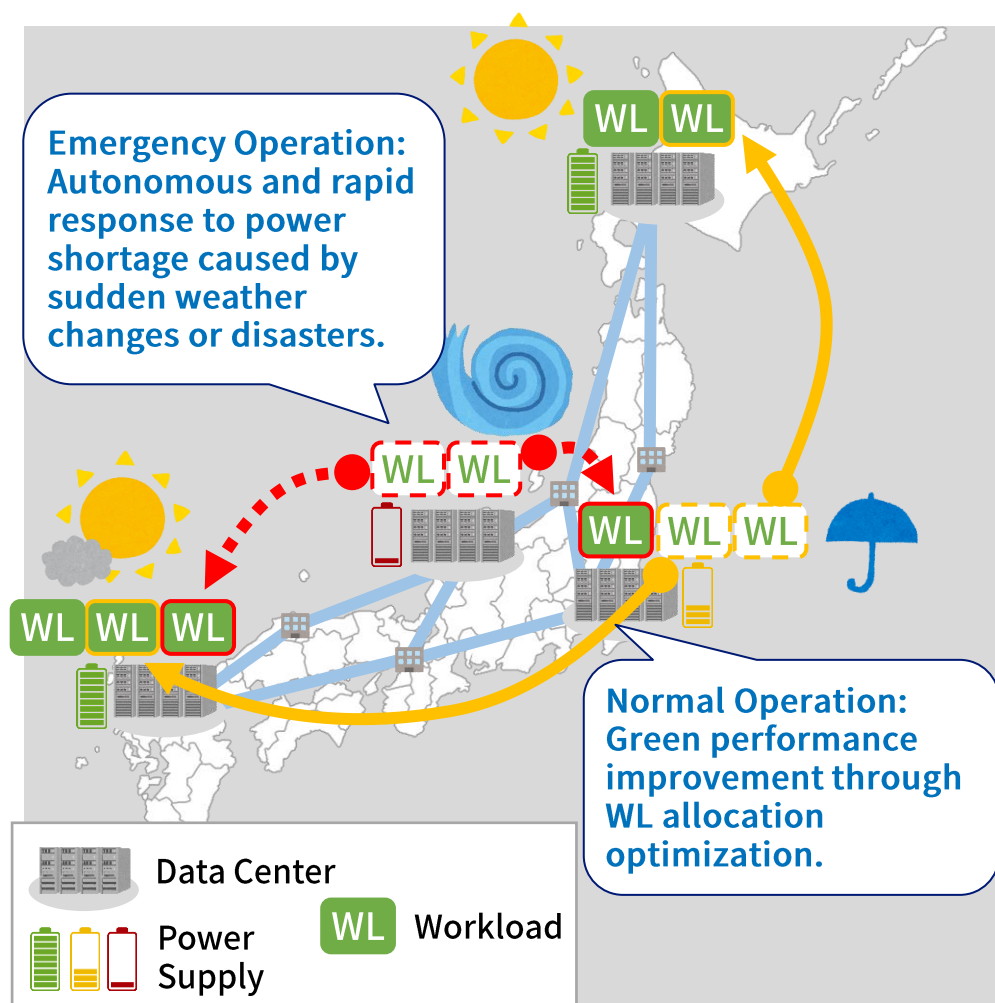 WL WL
Emergency Operation:
Autonomous and rapid
response to power
shortage caused by
sudden weather
changes or disasters.
WL WL
WL WL WL
WL WL WL
Normal Operation:
Green performance
improvement through
WL allocation
optimization.
Data Center
Power
Supply
WL Workload